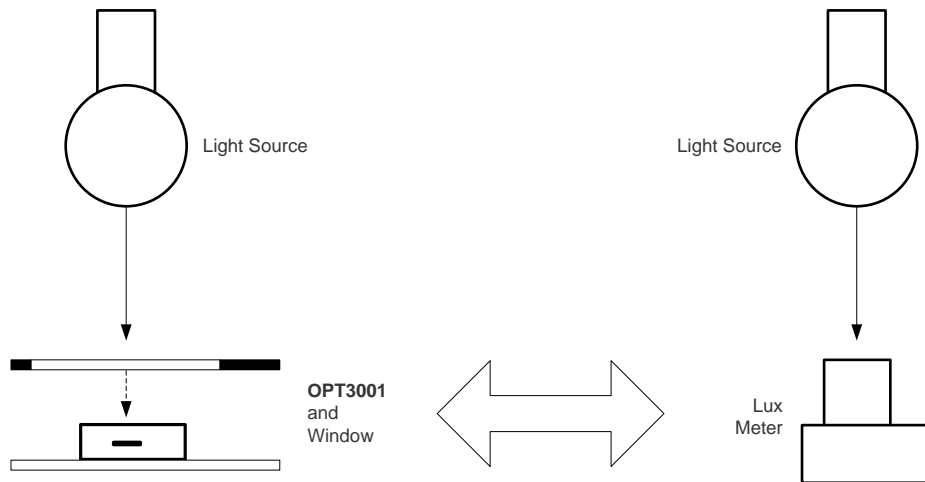 Light Source
Light Source
OPT3001
and
Window
Lux
Meter